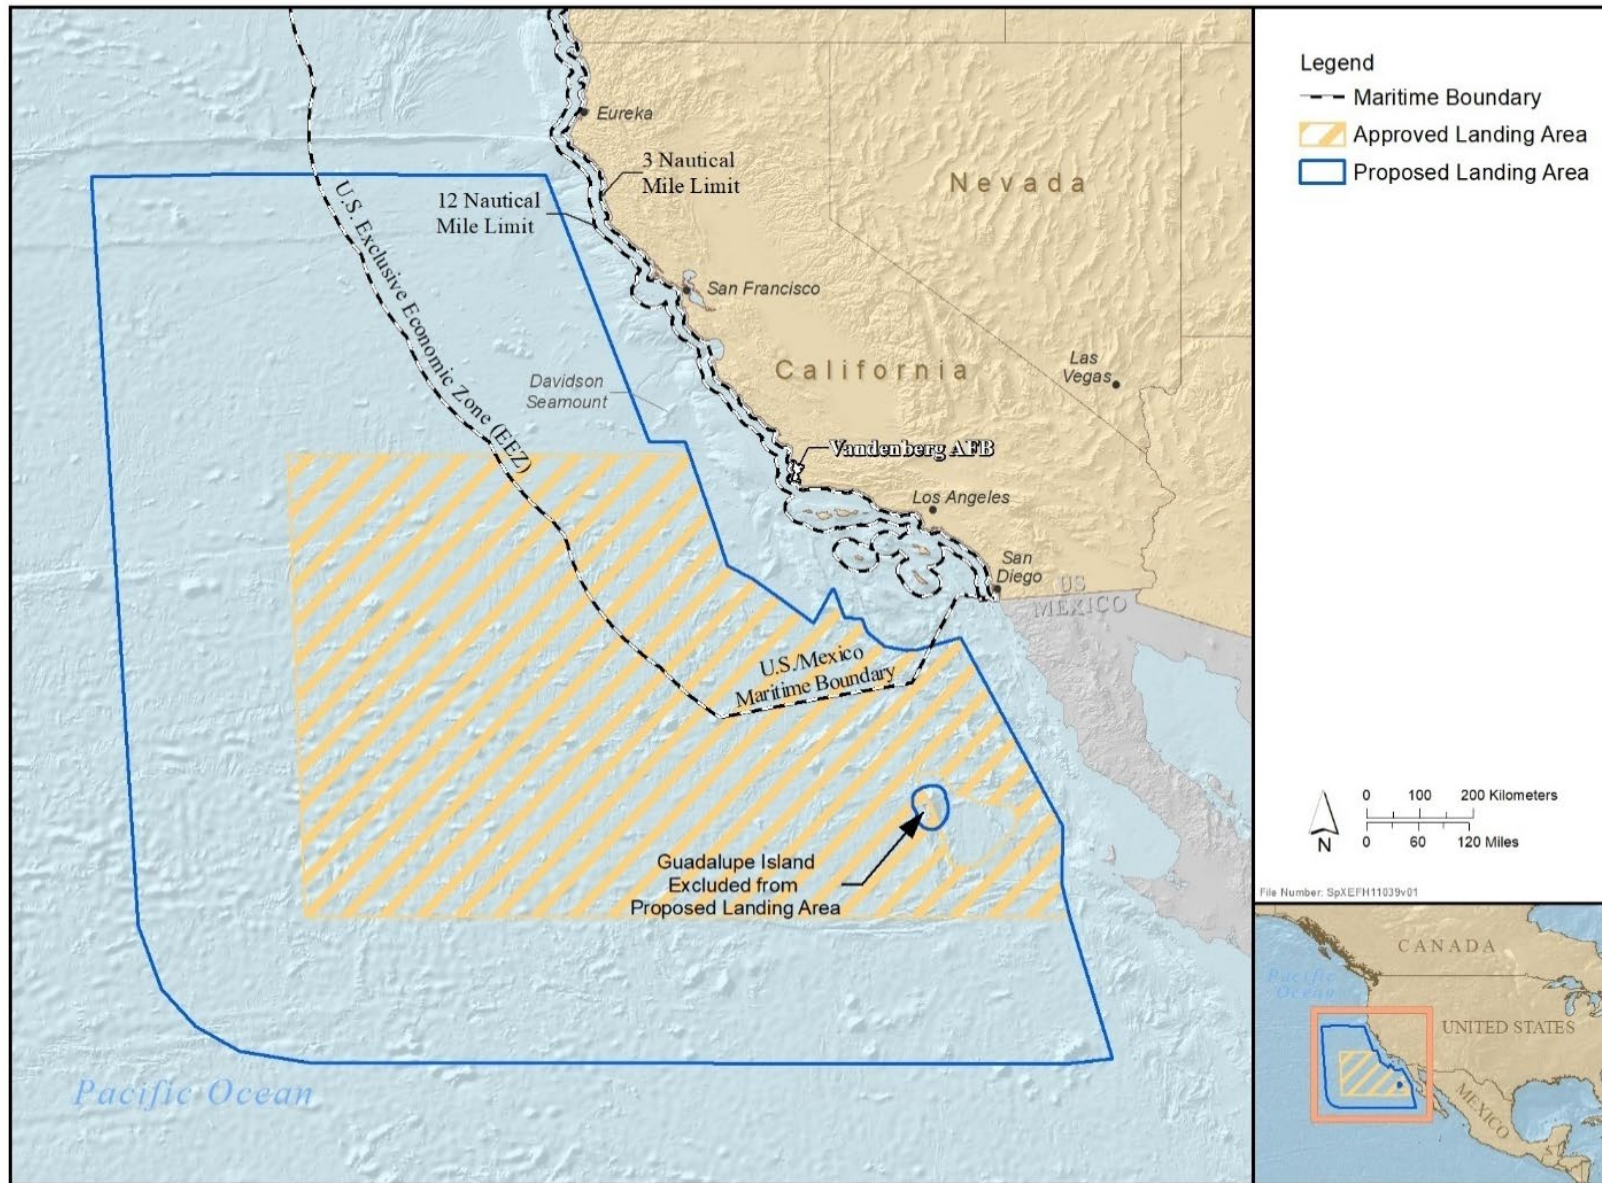 Eureka
3 Nautical
Mile Limit
12 Nautical
Mile Limit
U.S. Exclusive Economic Zone (EEZ)
Nevada
San Francisco
California
Las
Vegas
Davidson
Seamount
Vandenberg AFB
Los Angeles
San
Diego
US
MEXICO
U.S./Mexico
Maritime Boundary
Guadalupe Island
Excluded from
Proposed Landing Area
Pacific Ocean
Legend
Maritime Boundary
Approved Landing Area
Proposed Landing Area
N
0 100 200 Kilometers
0 60 120 Miles
File Number: SpXEFH11039v01
CANADA
Pacific
Ocean
UNITED STATES
MEXICO